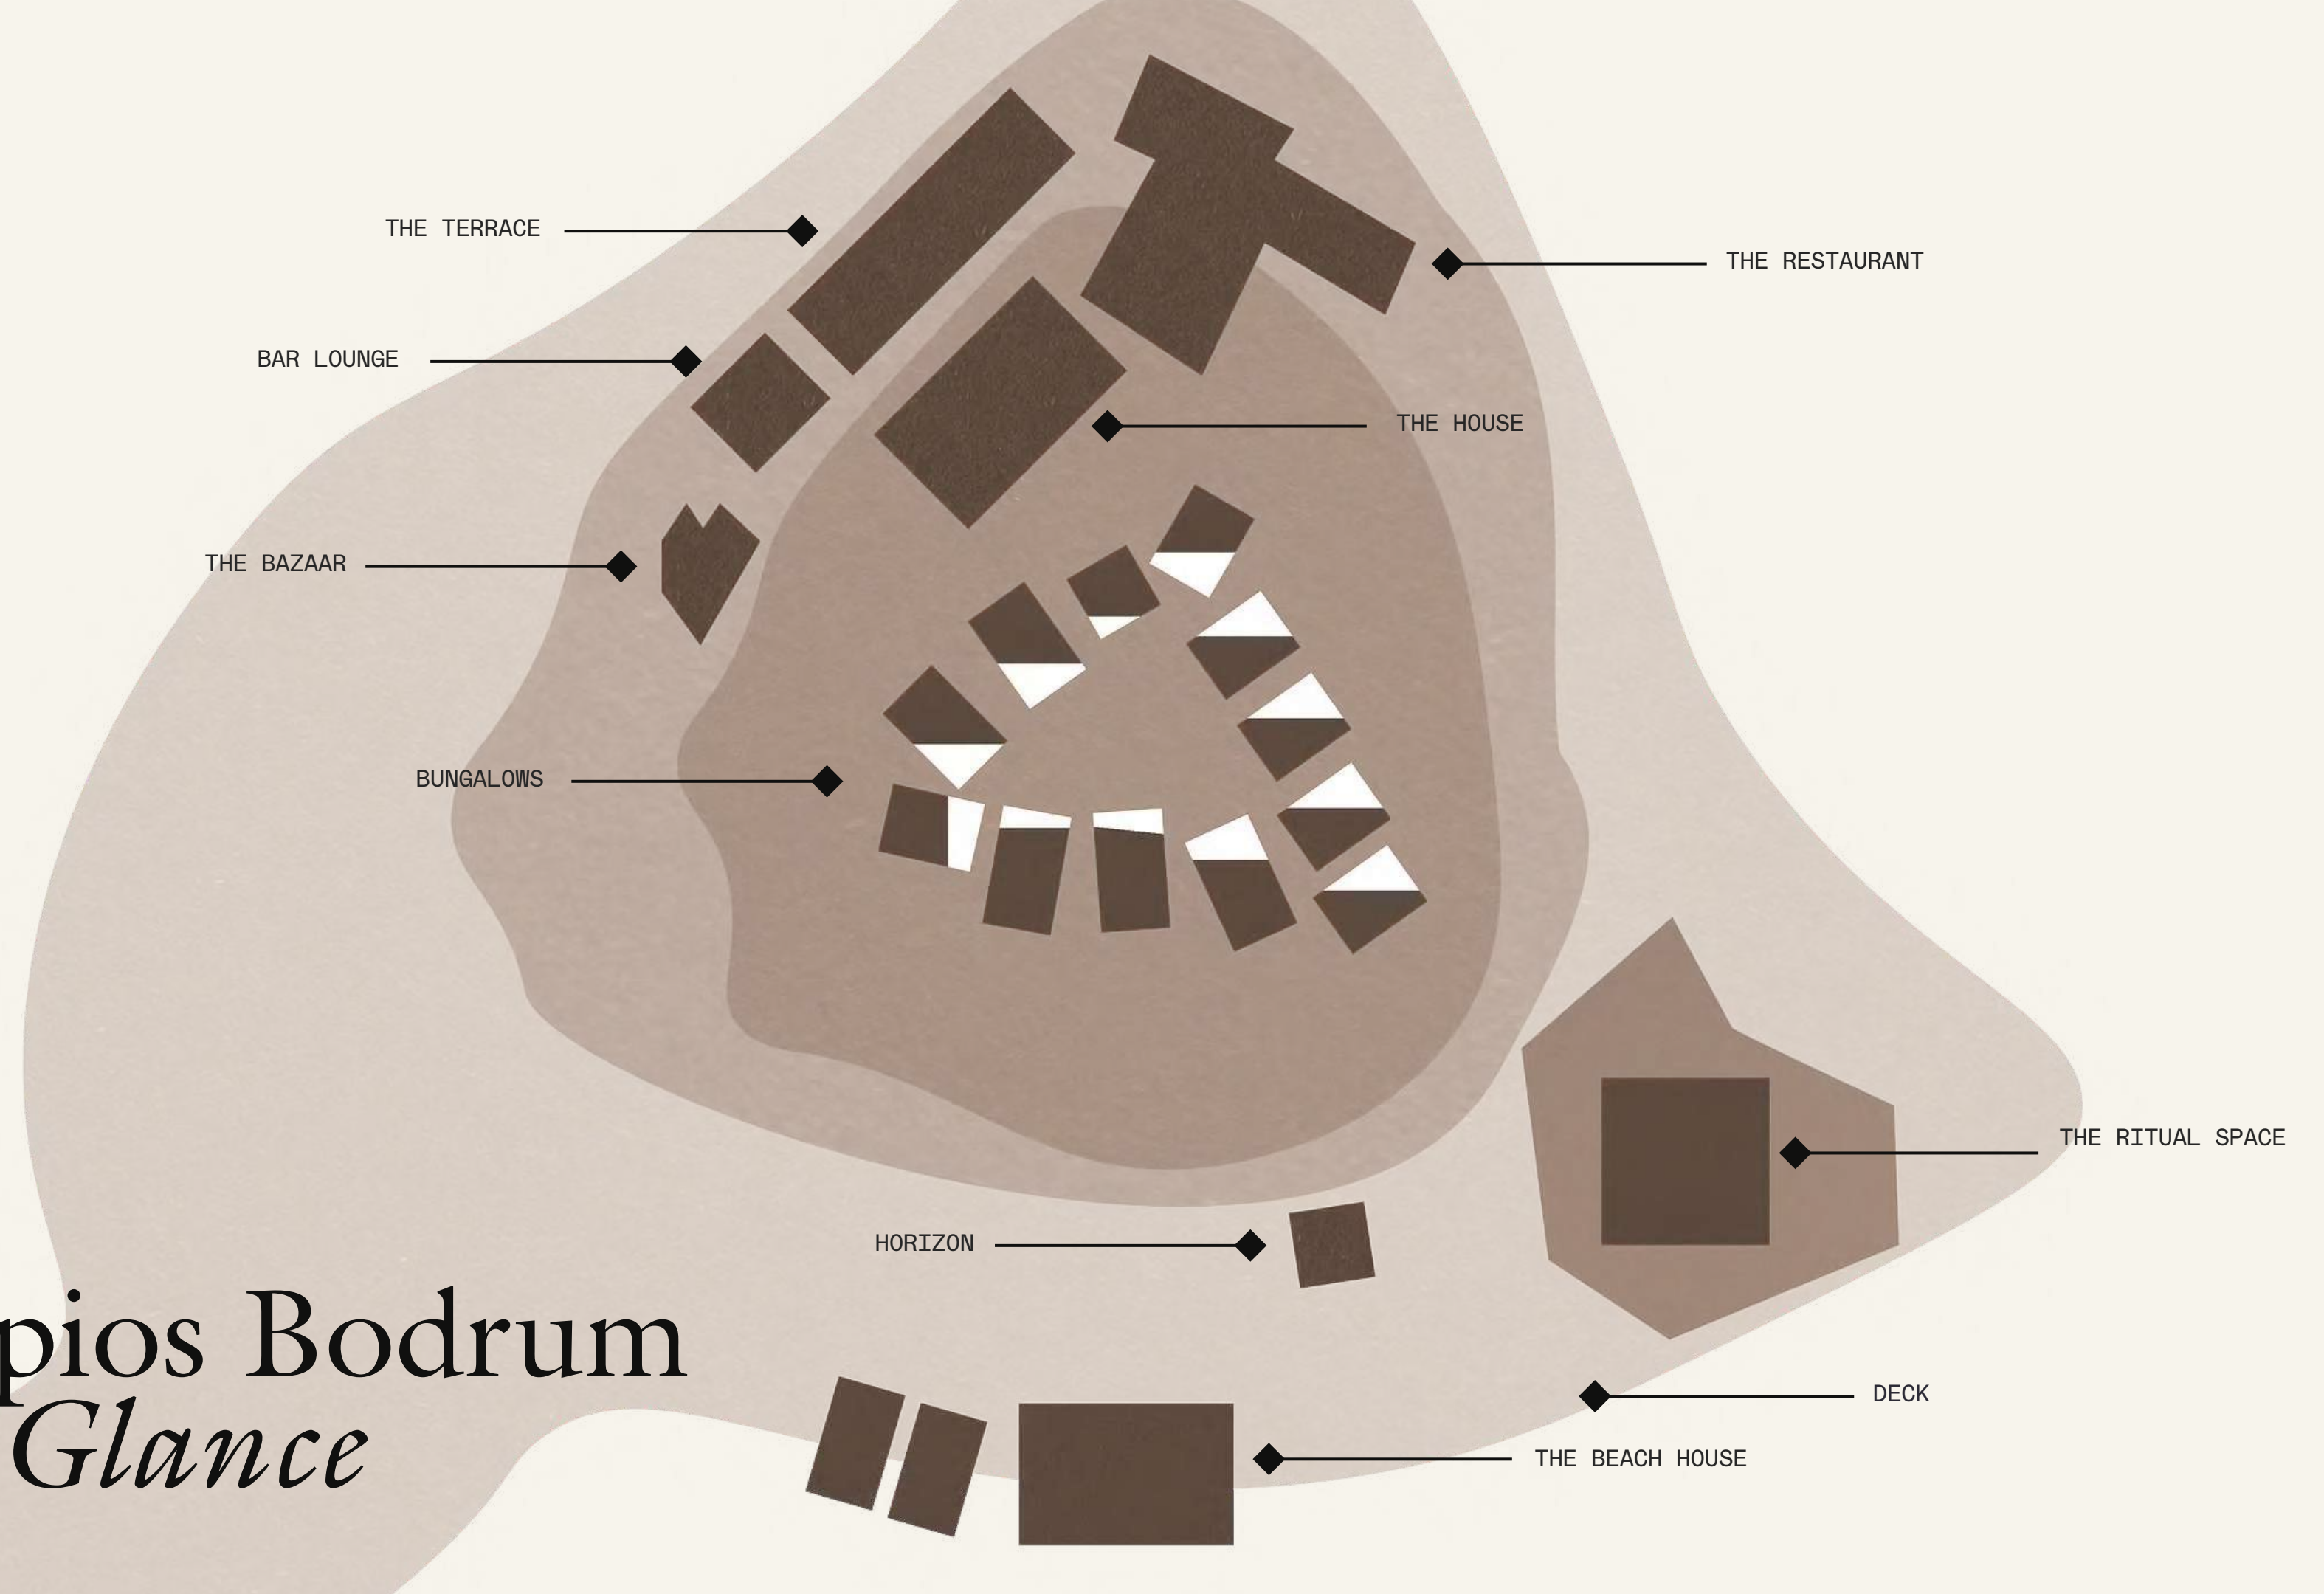 THE TERRACE
THE RESTAURANT
BAR LOUNGE
THE HOUSE
THE BAZAAR
BUNGALOWS
THE RITUAL SPACE
HORIZON
pios Bodrum
Glance
DECK
THE BEACH HOUSE